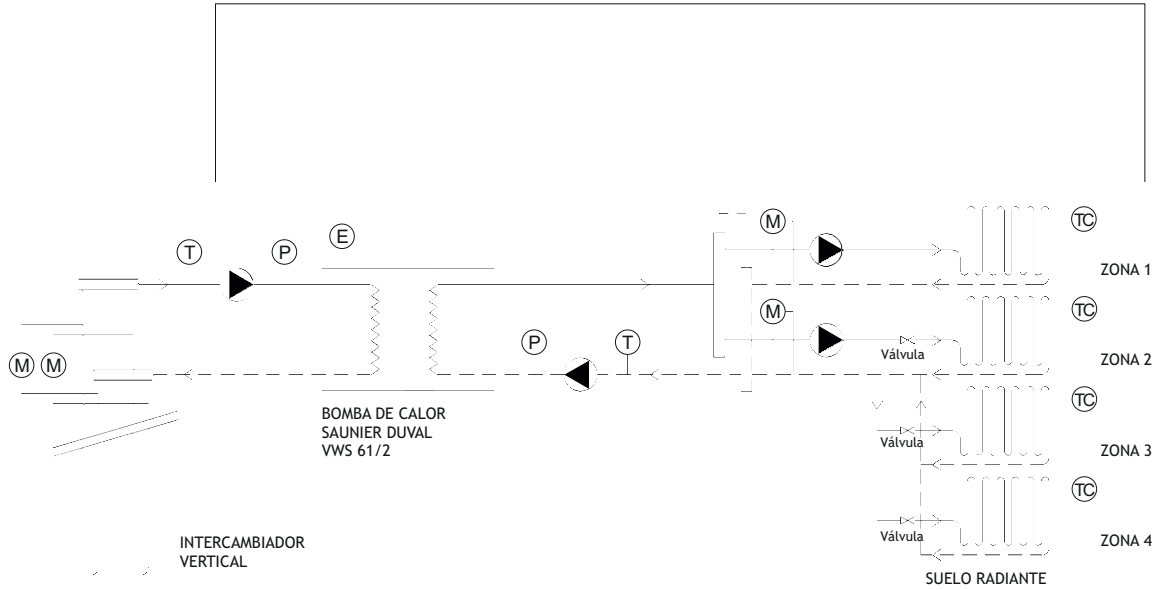 TC
M
E
T
P
ZONA 1
TC
M
P
T
Válvula
ZONA 2
M M
TC
BOMBA DE CALOR
SAUNIER DUVAL
VWS 61/2
Válvula
ZONA 3
TC
INTERCAMBIADOR
VERTICAL
Válvula
ZONA 4
SUELO RADIANTE